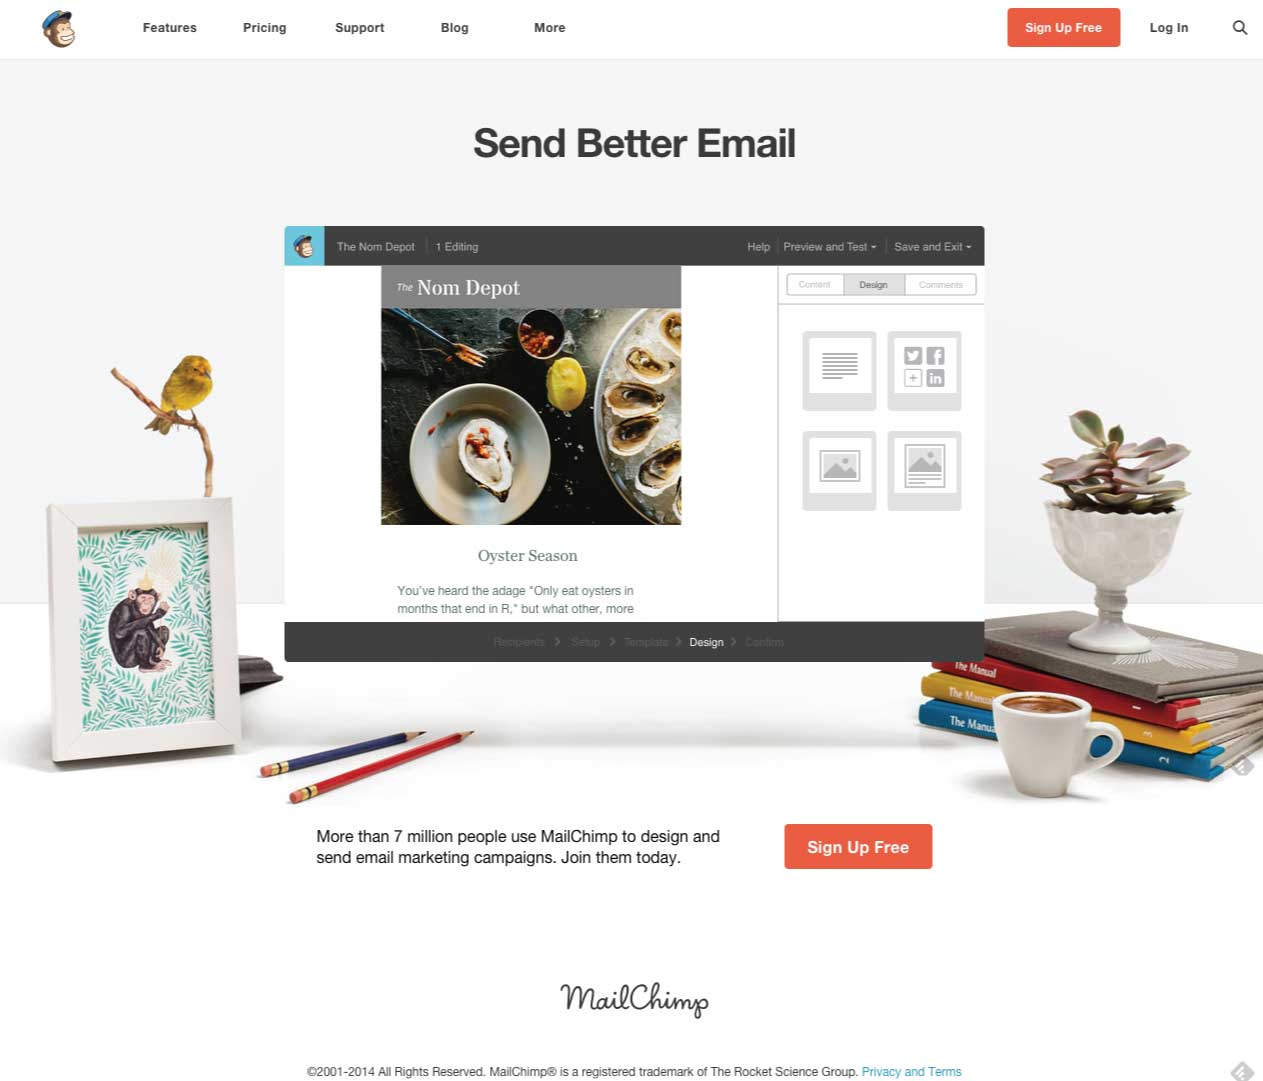 Features Pricing Support Blog More Sign Up Free Log In
Send Better Email
The Nom Depot 1 Editing Help Preview and Test Save and Exit
The Nom Depot
Content Design Comments
Oyster Season
You've heard the adage "Only eat oysters in
months that end in R," but what other, more
Recipients Setup Template Design Confirm
The Manual
The Manual 3
The Manua 2
More than 7 million people use MailChimp to design and
send email marketing campaigns. Join them today.
Sign Up Free
MailChimp
©2001-2014 All Rights Reserved. MailChimp® is a registered trademark of The Rocket Science Group. Privacy and Terms